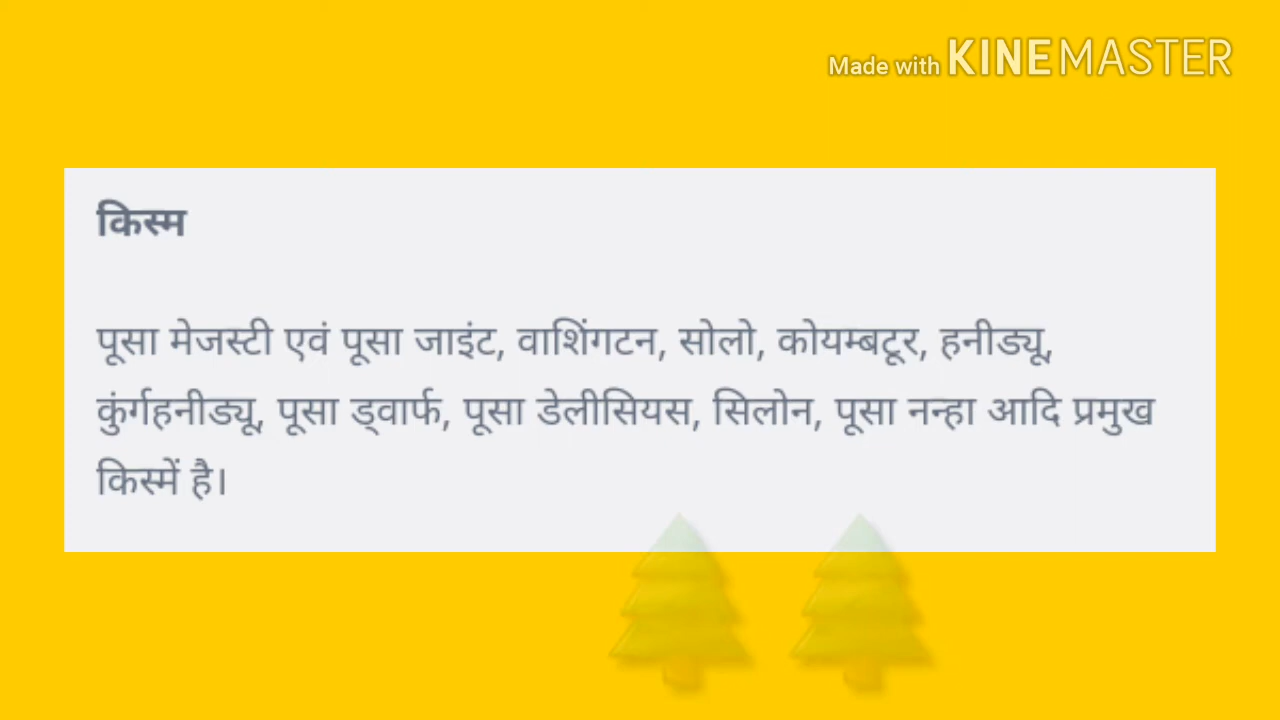 Made with KINEMASTER
किस्म
पूसा मेजस्टी एवं पूसा जाइंट, वाशिंगटन, सोलो, कोयम्बटूर, हनीड्यू,
कुंर्गहनीड्यू, पूसा ड्वार्फ, पूसा डेलीसियस, सिलोन, पूसा नन्हा आदि प्रमुख
किस्में है।